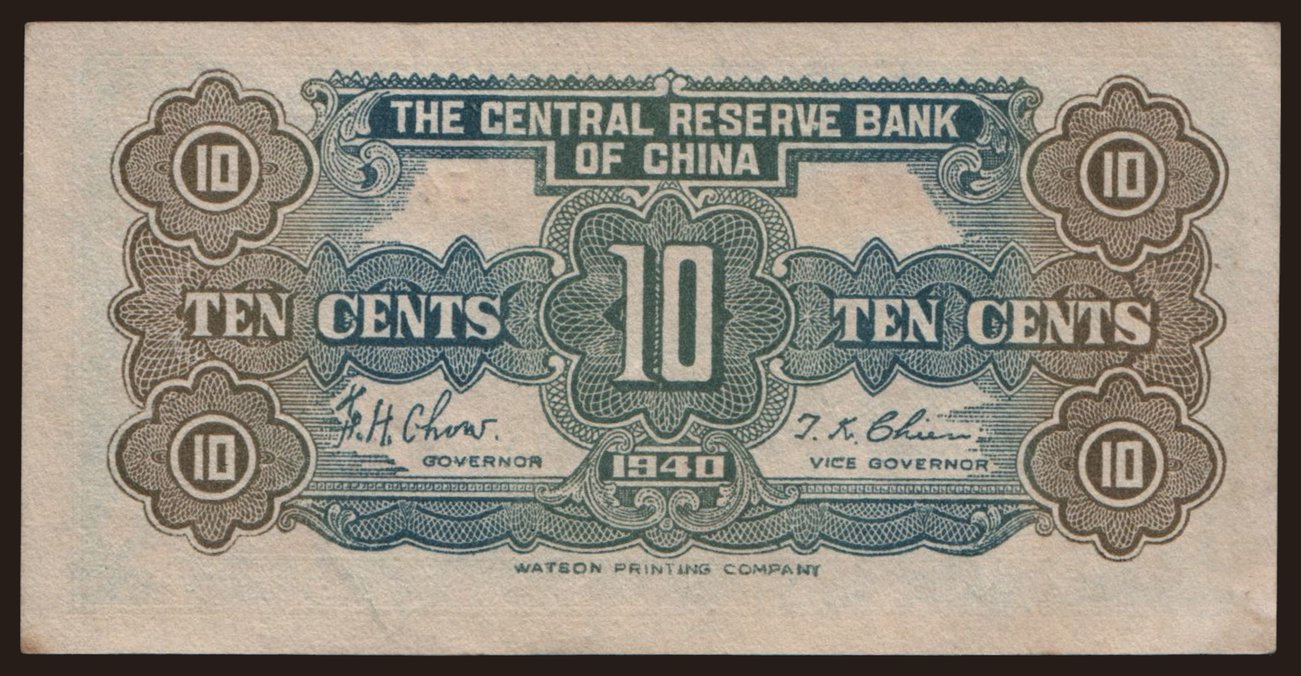 THE CENTRAL RESERVE BANK
OF CHINA
10 10
10
TEN CENTS TEN CENTS
H. Chow. T. K. Chien
GOVERNOR 1940 VICE GOVERNOR
10 10
WATSON PRINTING COMPANY